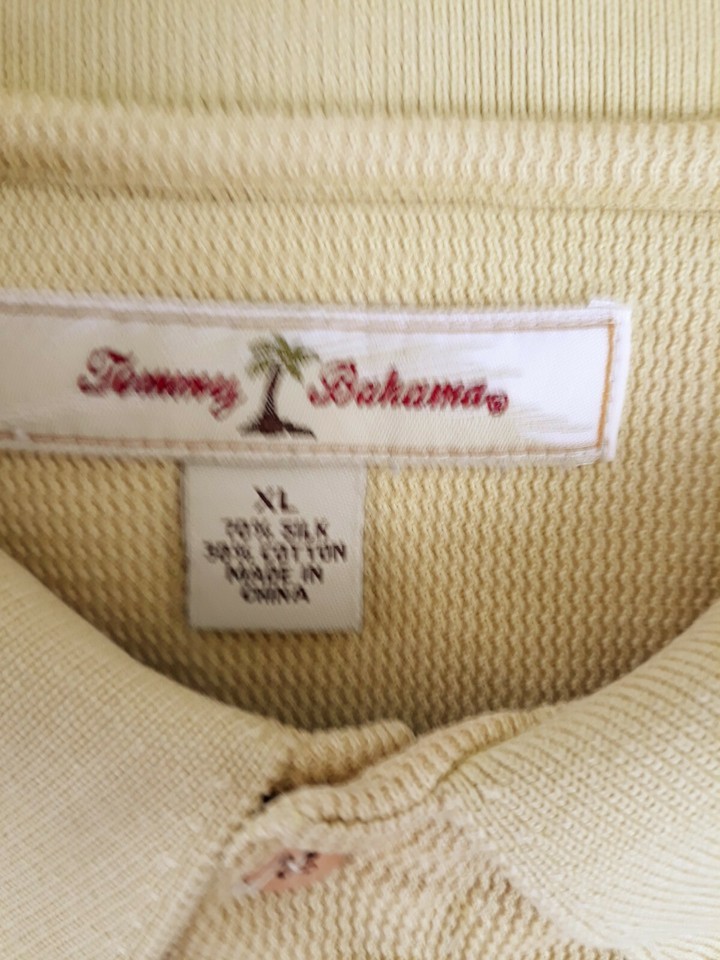 Tommy Bahama®
XL
70% SILK
30% COTTON
MADE IN
CHINA